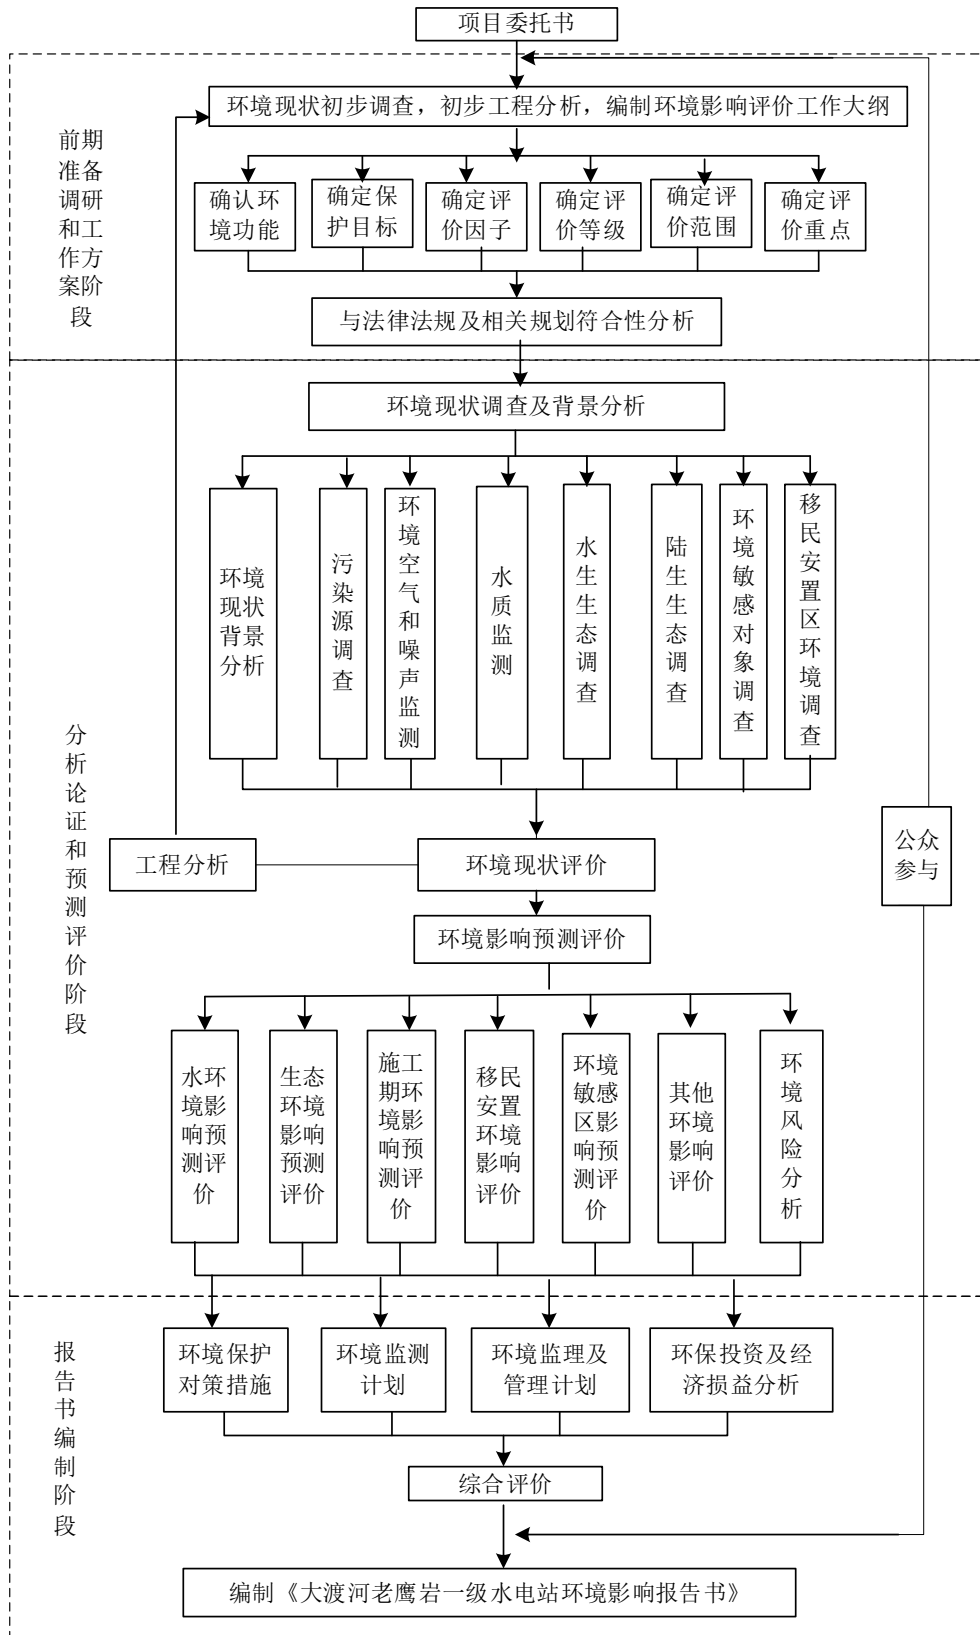 项目委托书
环境现状初步调查，初步工程分析，编制环境影响评价工作大纲
前期
准备
调研
和工
作方
案阶
段
确认环
境功能
确定保
护目标
确定评
价因子
确定评
价等级
确定评
价范围
确定评
价重点
与法律法规及相关规划符合性分析
环境现状调查及背景分析
环境
现状
背景
分析
污染源调查
环境空气和噪声监测
水质监测
水生生态调查
陆生生态调查
环境敏感对象调查
移民安置区环境调查
分析论证和预测评价阶段
工程分析
环境现状评价
公众
参与
环境影响预测评价
水环
境影
响预
测评
价
生态
环境
影响
预测
评价
施工
期环
境影
响预
测评
价
移民
安置
环境
影响
评价
环境
敏感
区影
响预
测评
价
其他
环境
影响
评价
环境风险分析
报告书编制阶段
环境保护
对策措施
环境监测
计划
环境监理及
管理计划
环保投资及经
济损益分析
综合评价
编制《大渡河老鹰岩一级水电站环境影响报告书》